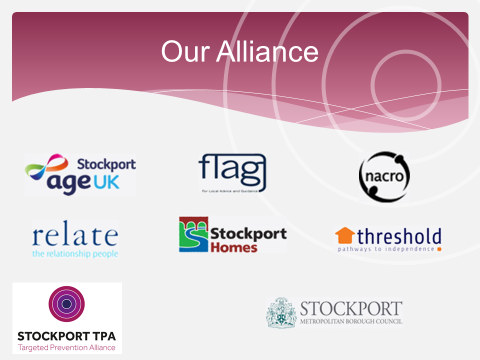 Our Alliance
Stockport
age UK
flag
For Local Advice and Guidance
nacro
relate
the relationship people
Stockport
Homes
threshold
pathways to independence
STOCKPORT TPA
Targeted Prevention Alliance
STOCKPORT
METROPOLITAN BOROUGH COUNCIL